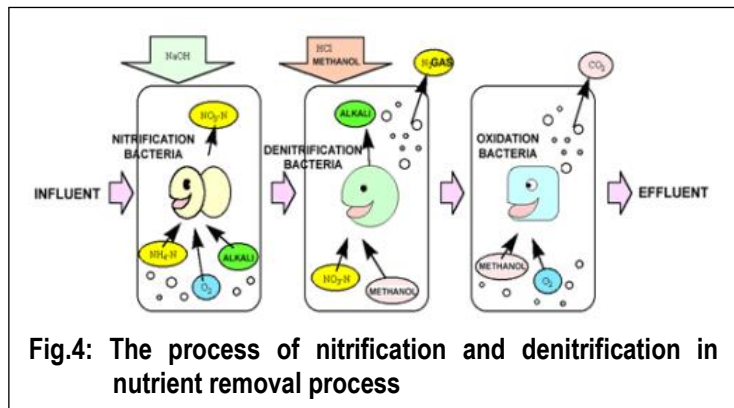 NaOH
HCl
METHANOL
N₂GAS
CO₂
NO₃-N
ALKALI
NITRIFICATION
BACTERIA
DENITRIFICATION
BACTERIA
OXIDATION
BACTERIA
INFLUENT
EFFLUENT
NH₄-N
O₂
ALKALI
NO₃-N
METHANOL
METHANOL
O₂
Fig.4: The process of nitrification and denitrification in
nutrient removal process